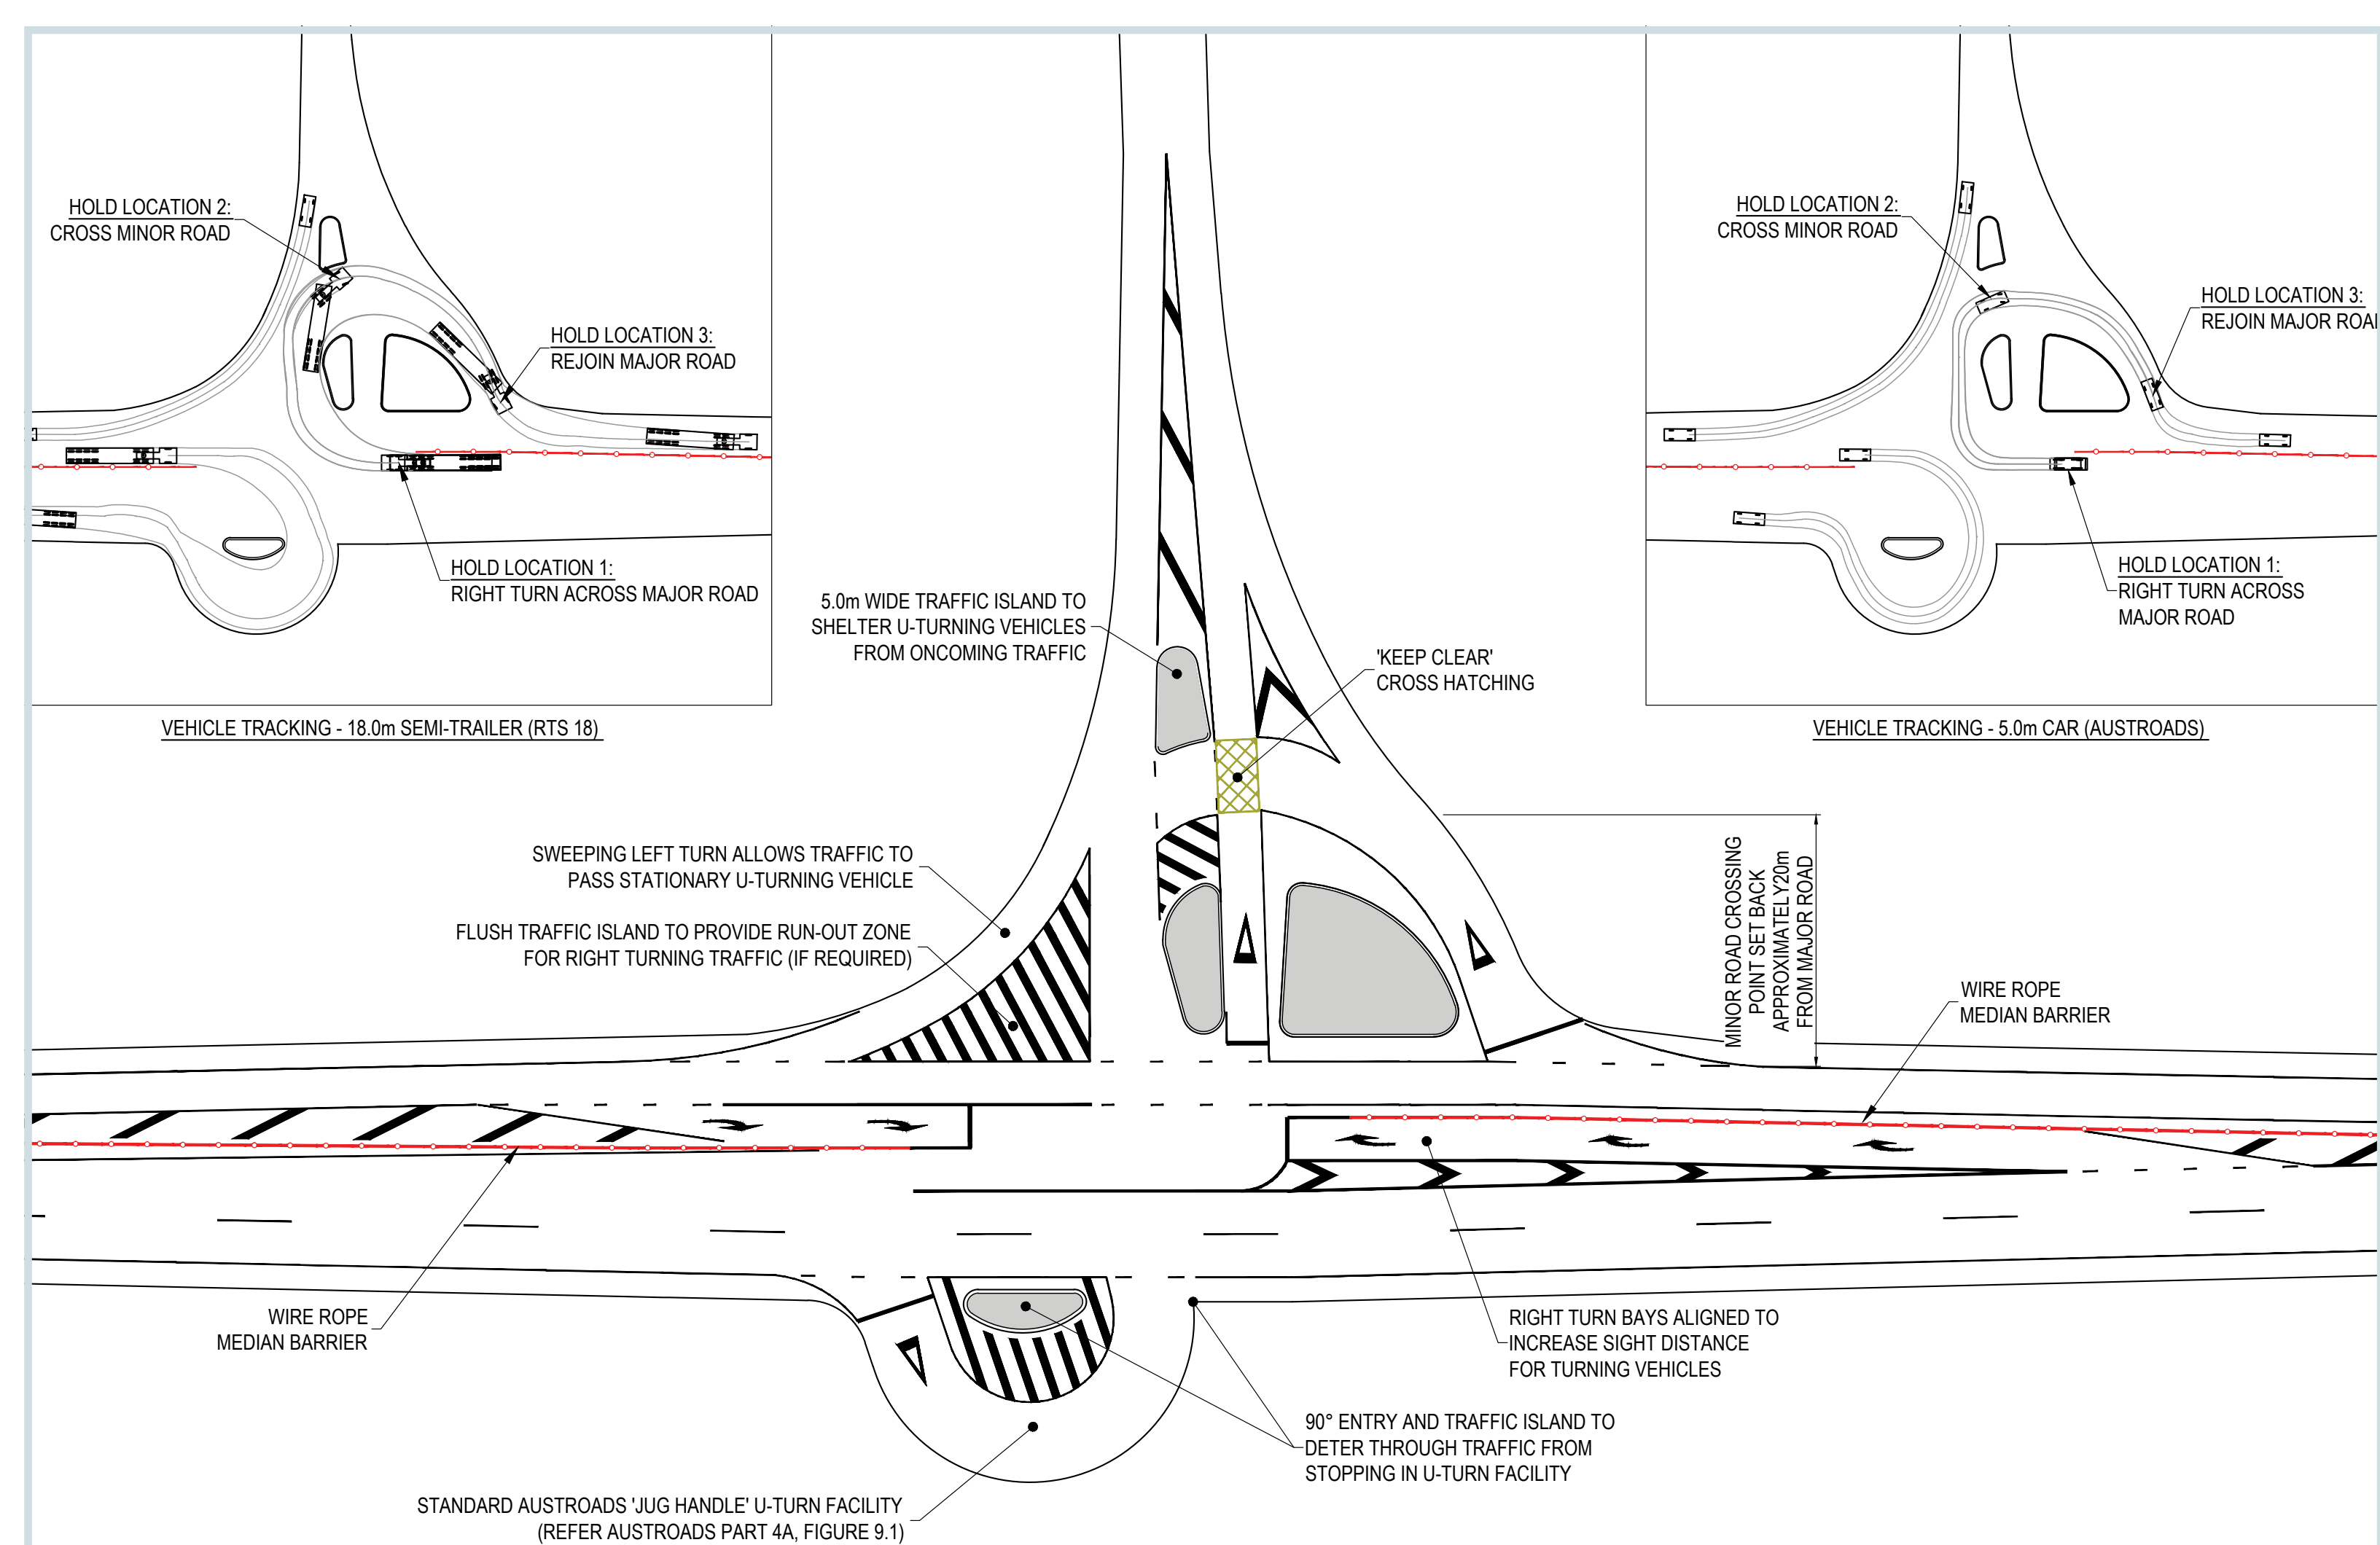 HOLD LOCATION 2:
CROSS MINOR ROAD
HOLD LOCATION 3:
REJOIN MAJOR ROAD
HOLD LOCATION 1:
RIGHT TURN ACROSS MAJOR ROAD
VEHICLE TRACKING - 18.0m SEMI-TRAILER (RTS 18)
HOLD LOCATION 2:
CROSS MINOR ROAD
HOLD LOCATION 3:
REJOIN MAJOR ROA
HOLD LOCATION 1:
RIGHT TURN ACROSS
MAJOR ROAD
VEHICLE TRACKING - 5.0m CAR (AUSTROADS)
5.0m WIDE TRAFFIC ISLAND TO
SHELTER U-TURNING VEHICLES
FROM ONCOMING TRAFFIC
'KEEP CLEAR'
CROSS HATCHING
SWEEPING LEFT TURN ALLOWS TRAFFIC TO
PASS STATIONARY U-TURNING VEHICLE
FLUSH TRAFFIC ISLAND TO PROVIDE RUN-OUT ZONE
FOR RIGHT TURNING TRAFFIC (IF REQUIRED)
MINOR ROAD CROSSING
POINT SET BACK
APPROXIMATELY20m
FROM MAJOR ROAD
WIRE ROPE
MEDIAN BARRIER
WIRE ROPE
MEDIAN BARRIER
RIGHT TURN BAYS ALIGNED TO
INCREASE SIGHT DISTANCE
FOR TURNING VEHICLES
90° ENTRY AND TRAFFIC ISLAND TO
DETER THROUGH TRAFFIC FROM
STOPPING IN U-TURN FACILITY
STANDARD AUSTROADS 'JUG HANDLE' U-TURN FACILITY
(REFER AUSTROADS PART 4A, FIGURE 9.1)